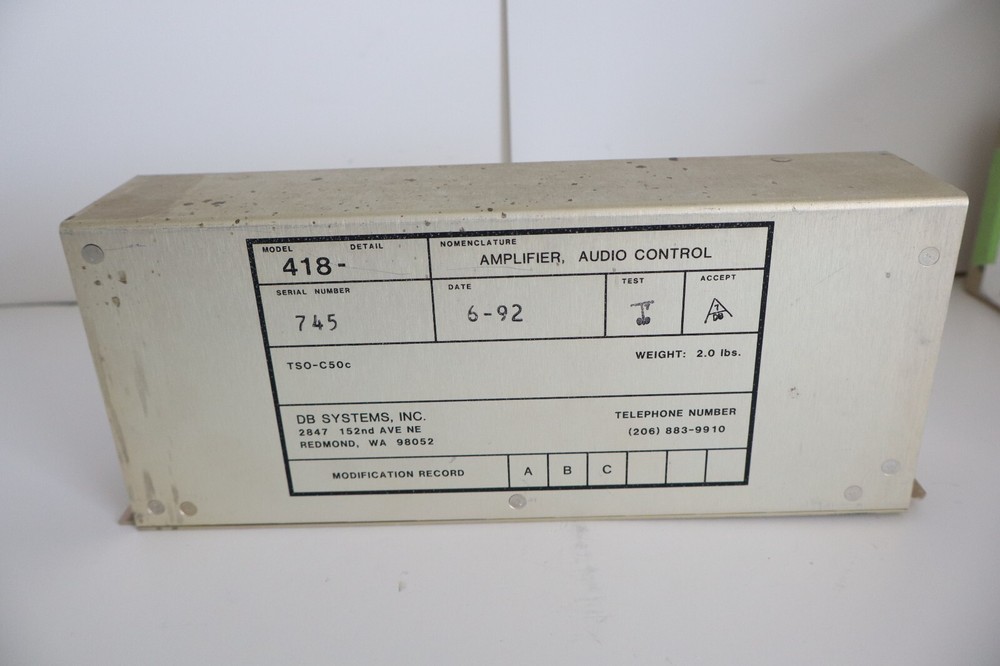 MODEL DETAIL
418-
NOMENCLATURE
AMPLIFIER, AUDIO CONTROL
SERIAL NUMBER
745
DATE
6-92
TEST
ACCEPT
TSO-C50c
WEIGHT: 2.0 lbs.
DB SYSTEMS, INC.
2847 152nd AVE NE
REDMOND, WA 98052
TELEPHONE NUMBER
(206) 883-9910
MODIFICATION RECORD A B C